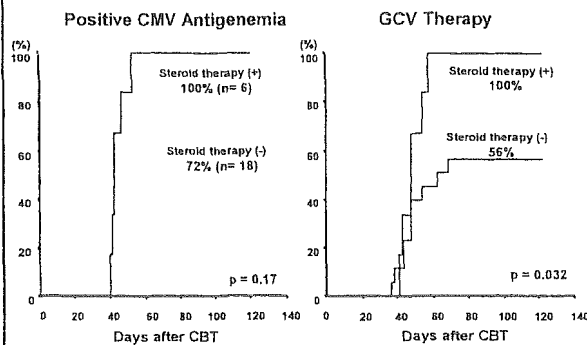 Positive CMV Antigenemia
(%)
100
80
60
40
20
0
Steroid therapy (+)
100% (n= 6)
Steroid therapy (-)
72% (n= 18)
p = 0.17
0 20 40 60 80 100 120 140
Days after CBT
GCV Therapy
(%)
100
80
60
40
20
0
Steroid therapy (+)
100%
Steroid therapy (-)
56%
p = 0.032
0 20 40 60 80 100 120 140
Days after CBT